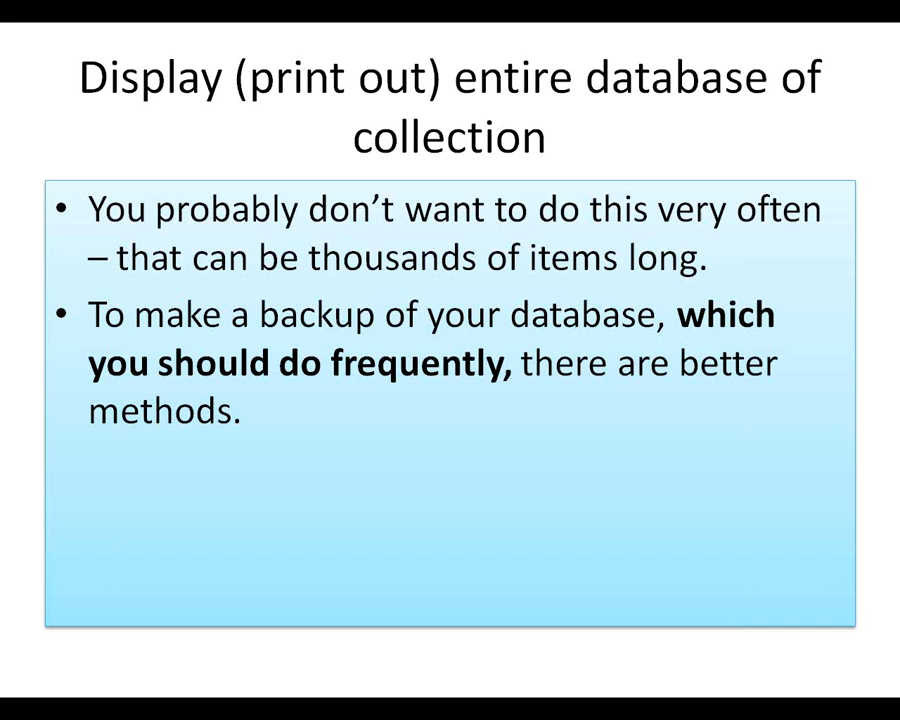 Display (print out) entire database of
collection
• You probably don’t want to do this very often
– that can be thousands of items long.
• To make a backup of your database, which
you should do frequently, there are better
methods.